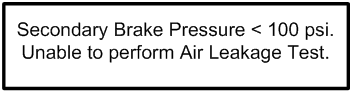 Secondary Brake Pressure < 100 psi.
Unable to perform Air Leakage Test.